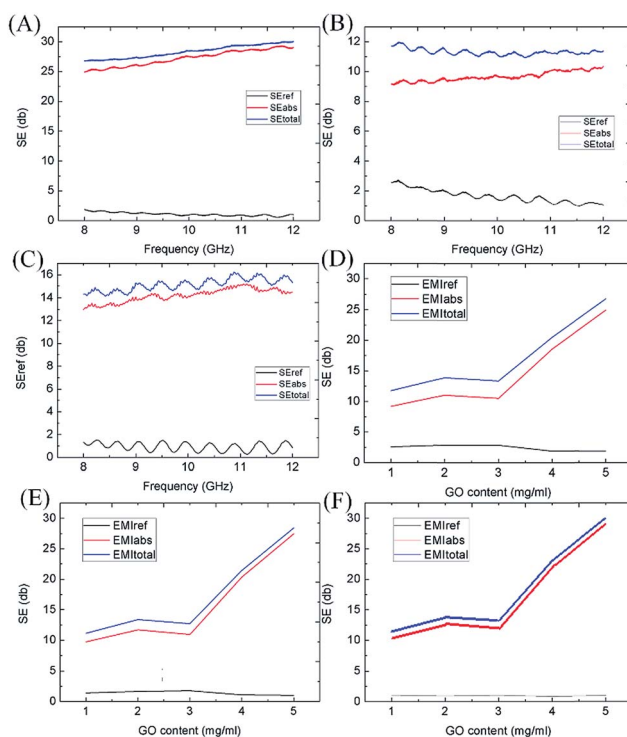 (A)
30
25
20
15
10
5
0
SE (db)
SEref
SEabs
SEtotal
8 9 10 11 12
Frequency (GHz)
(B)
12
10
8
6
4
2
0
SE (db)
SEref
SEabs
SEtotal
8 9 10 11 12
Frequency (GHz)
(C)
16
14
12
10
8
6
4
2
0
SEref (db)
SEref
SEabs
SEtotal
8 9 10 11 12
Frequency (GHz)
(D)
30
25
20
15
10
5
0
SE (db)
EMIref
EMIabs
EMItotal
1 2 3 4 5
GO content (mg/ml)
(E)
30
25
20
15
10
5
0
SE (db)
EMIref
EMIabs
EMItotal
1 2 3 4 5
GO content (mg/ml)
(F)
30
25
20
15
10
5
0
SE (db)
EMIref
EMIabs
EMItotal
1 2 3 4 5
GO content (mg/ml)